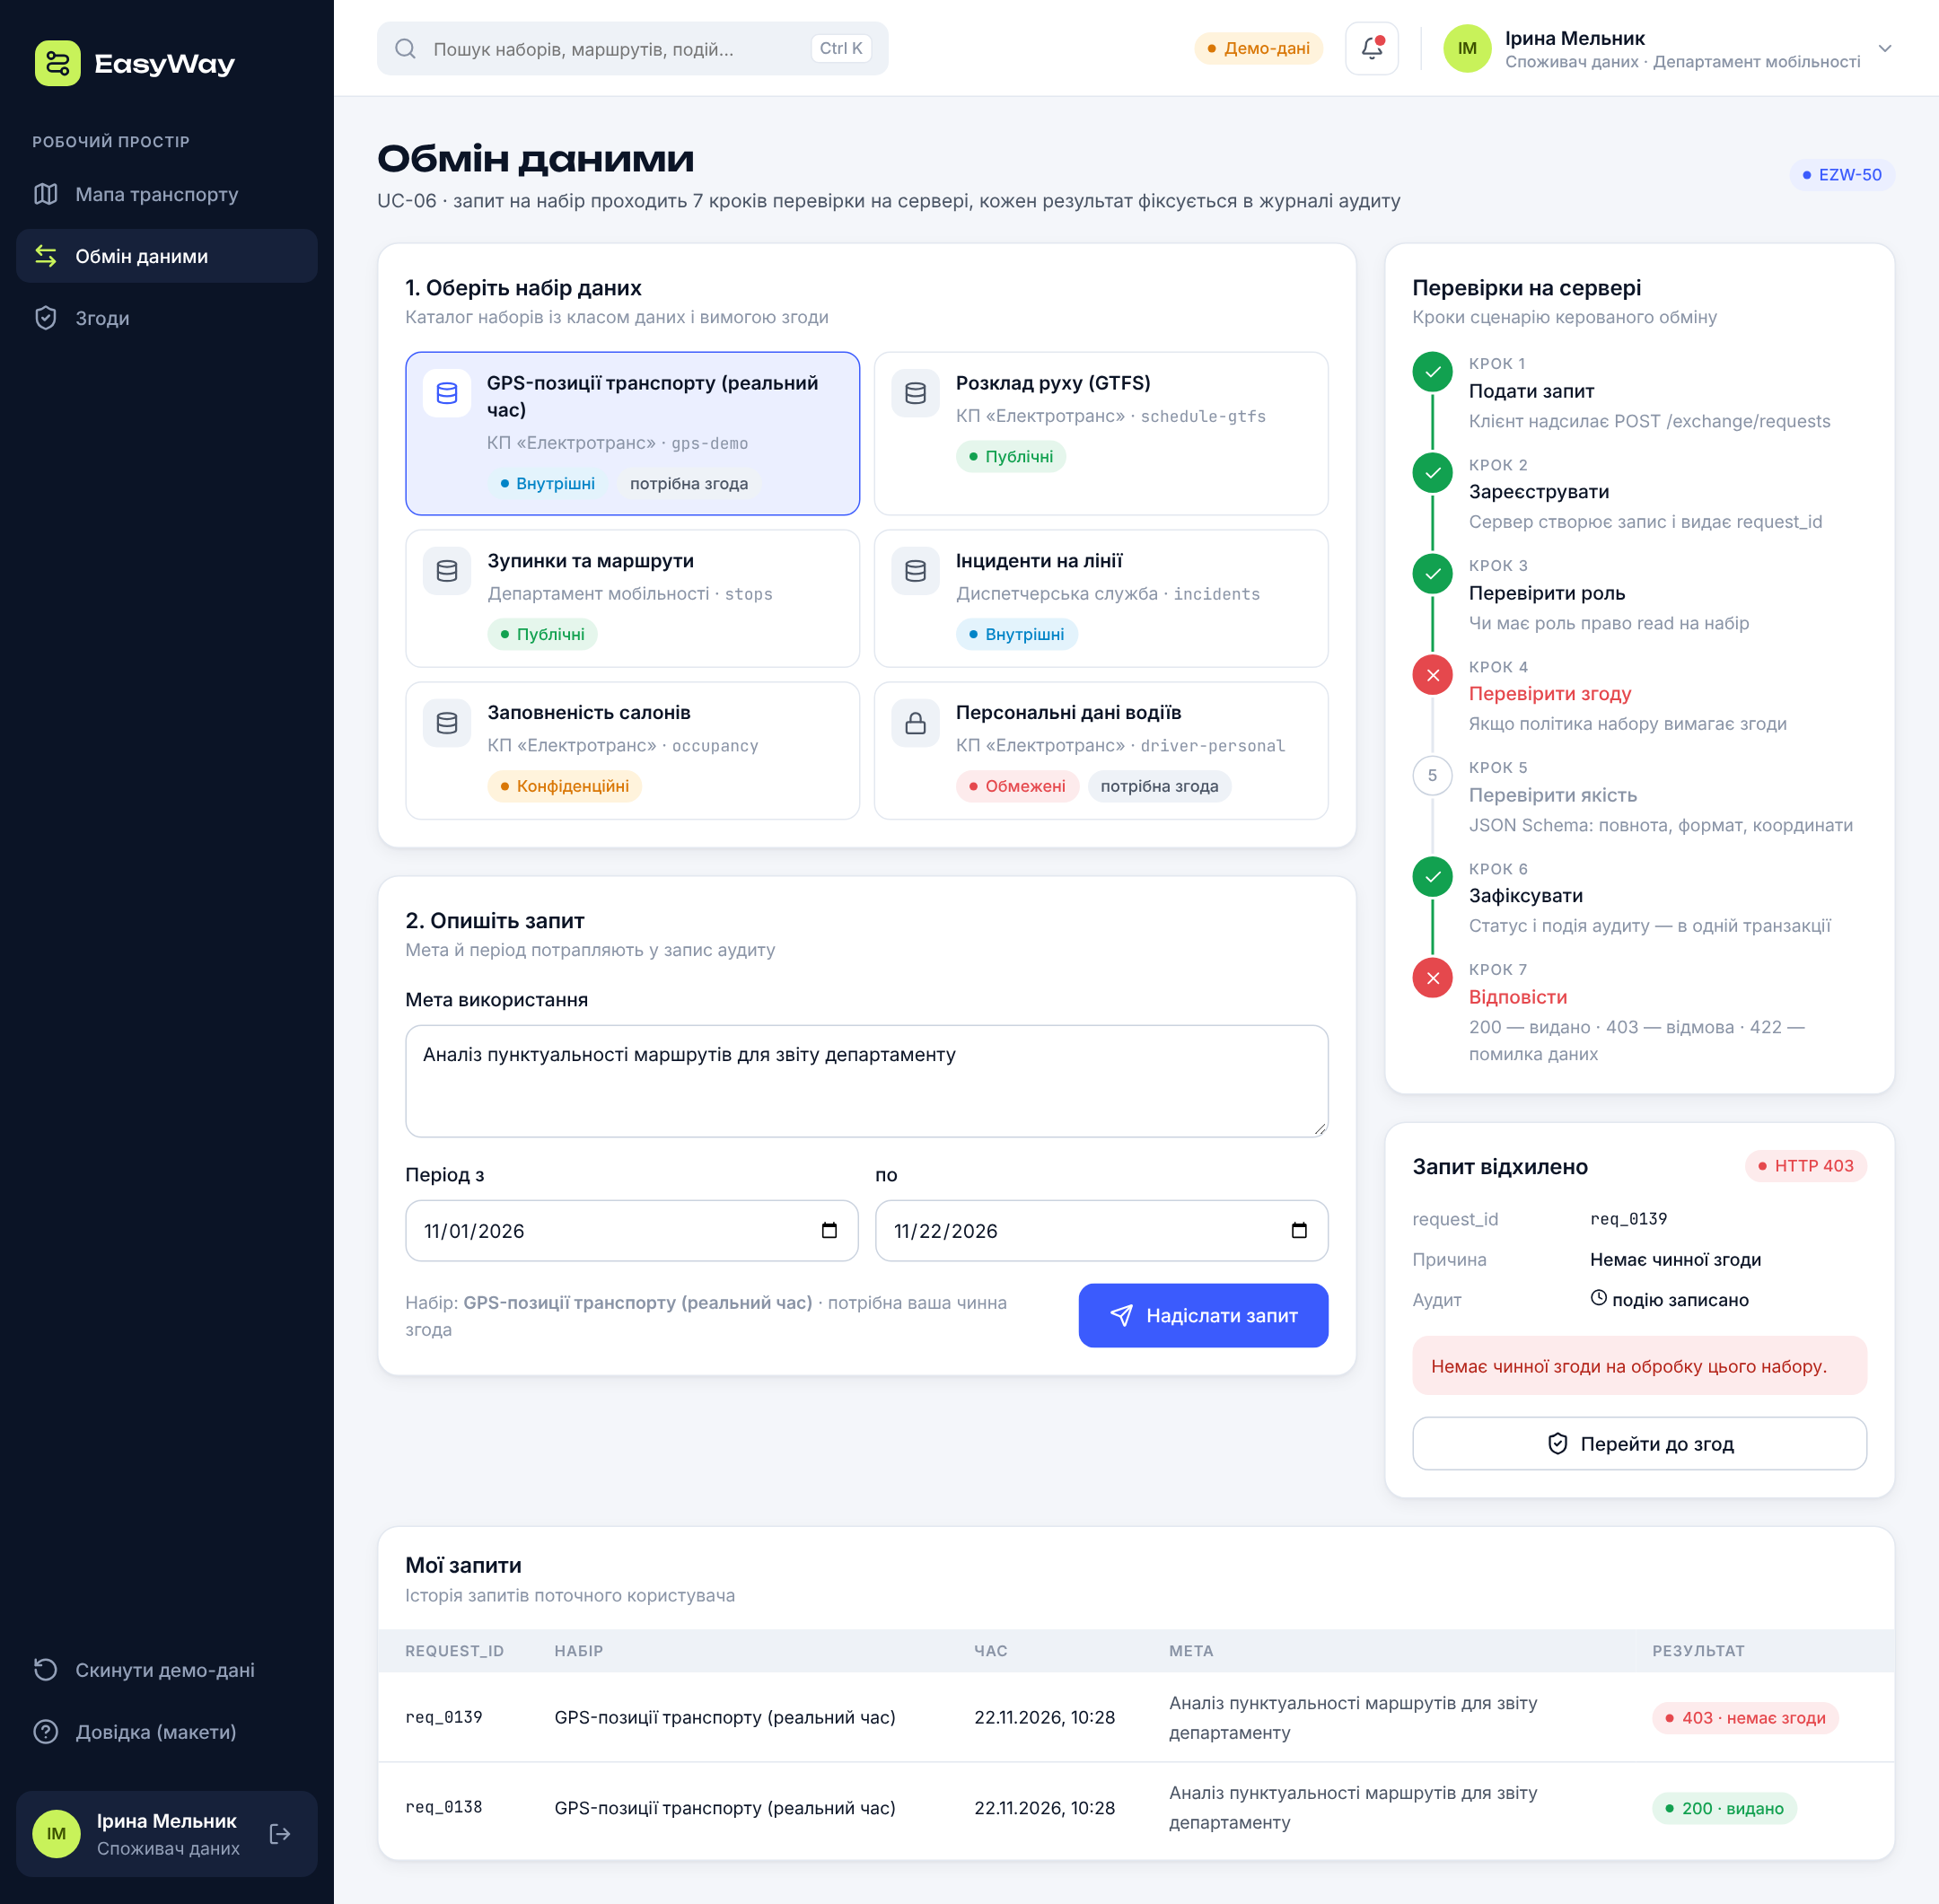 EasyWay
РОБОЧИЙ ПРОСТІР
Мапа транспорту
Обмін даними
Згоди
Скинути демо-дані
Довідка (макети)
ІМ
Ірина Мельник
Споживач даних
Пошук наборів, маршрутів, подій...
Ctrl K
Демо-дані
ІМ
Ірина Мельник
Споживач даних · Департамент мобільності
Обмін даними
UC-06 · запит на набір проходить 7 кроків перевірки на сервері, кожен результат фіксується в журналі аудиту
EZW-50
1. Оберіть набір даних
Каталог наборів із класом даних і вимогою згоди
GPS-позиції транспорту (реальний
час)
КП «Електротранс» · gps-demo
Внутрішні
потрібна згода
Розклад руху (GTFS)
КП «Електротранс» · schedule-gtfs
Публічні
Зупинки та маршрути
Департамент мобільності · stops
Публічні
Інциденти на лінії
Диспетчерська служба · incidents
Внутрішні
Заповненість салонів
КП «Електротранс» · occupancy
Конфіденційні
Персональні дані водіїв
КП «Електротранс» · driver-personal
Обмежені
потрібна згода
2. Опишіть запит
Мета й період потрапляють у запис аудиту
Мета використання
Аналіз пунктуальності маршрутів для звіту департаменту
Період з
по
11/01/2026
11/22/2026
Набір: GPS-позиції транспорту (реальний час) · потрібна ваша чинна
згода
Надіслати запит
Перевірки на сервері
Кроки сценарію керованого обміну
КРОК 1
Подати запит
Клієнт надсилає POST /exchange/requests
КРОК 2
Зареєструвати
Сервер створює запис і видає request_id
КРОК 3
Перевірити роль
Чи має роль право read на набір
КРОК 4
Перевірити згоду
Якщо політика набору вимагає згоди
5
КРОК 5
Перевірити якість
JSON Schema: повнота, формат, координати
КРОК 6
Зафіксувати
Статус і подія аудиту — в одній транзакції
КРОК 7
Відповісти
200 — видано · 403 — відмова · 422 —
помилка даних
Запит відхилено
HTTP 403
request_id
req_0139
Причина
Немає чинної згоди
Аудит
подію записано
Немає чинної згоди на обробку цього набору.
Перейти до згод
Мої запити
Історія запитів поточного користувача
REQUEST_ID НАБІР ЧАС МЕТА РЕЗУЛЬТАТ
req_0139 GPS-позиції транспорту (реальний час) 22.11.2026, 10:28 Аналіз пунктуальності маршрутів для звіту
департаменту
403 · немає згоди
req_0138 GPS-позиції транспорту (реальний час) 22.11.2026, 10:28 Аналіз пунктуальності маршрутів для звіту
департаменту
200 · видано